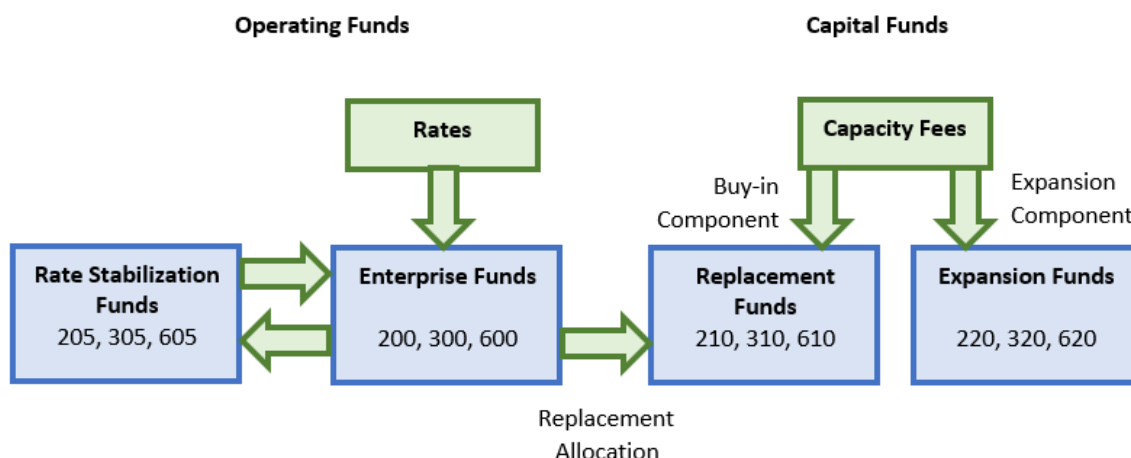 Operating Funds
Capital Funds
Rates
Capacity Fees
Buy-in
Component
Expansion
Component
Rate Stabilization
Funds
205, 305, 605
Enterprise Funds
200, 300, 600
Replacement
Funds
210, 310, 610
Expansion Funds
220, 320, 620
Replacement
Allocation